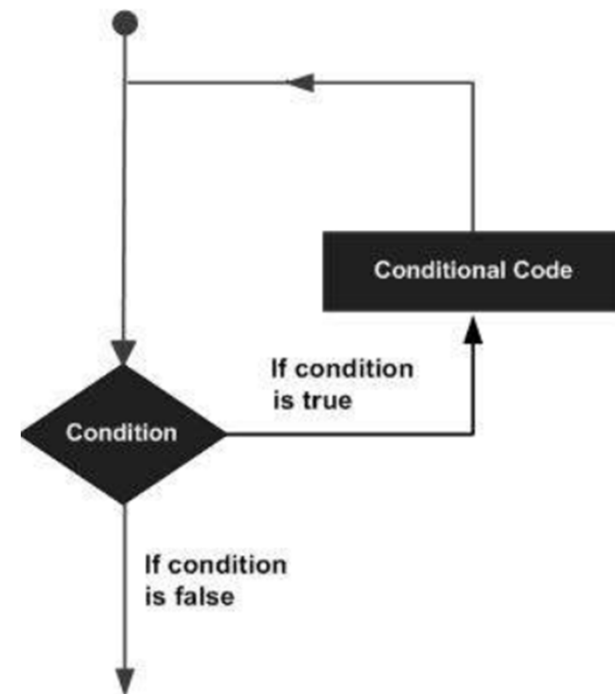 Conditional Code
If condition
is true
Condition
If condition
is false